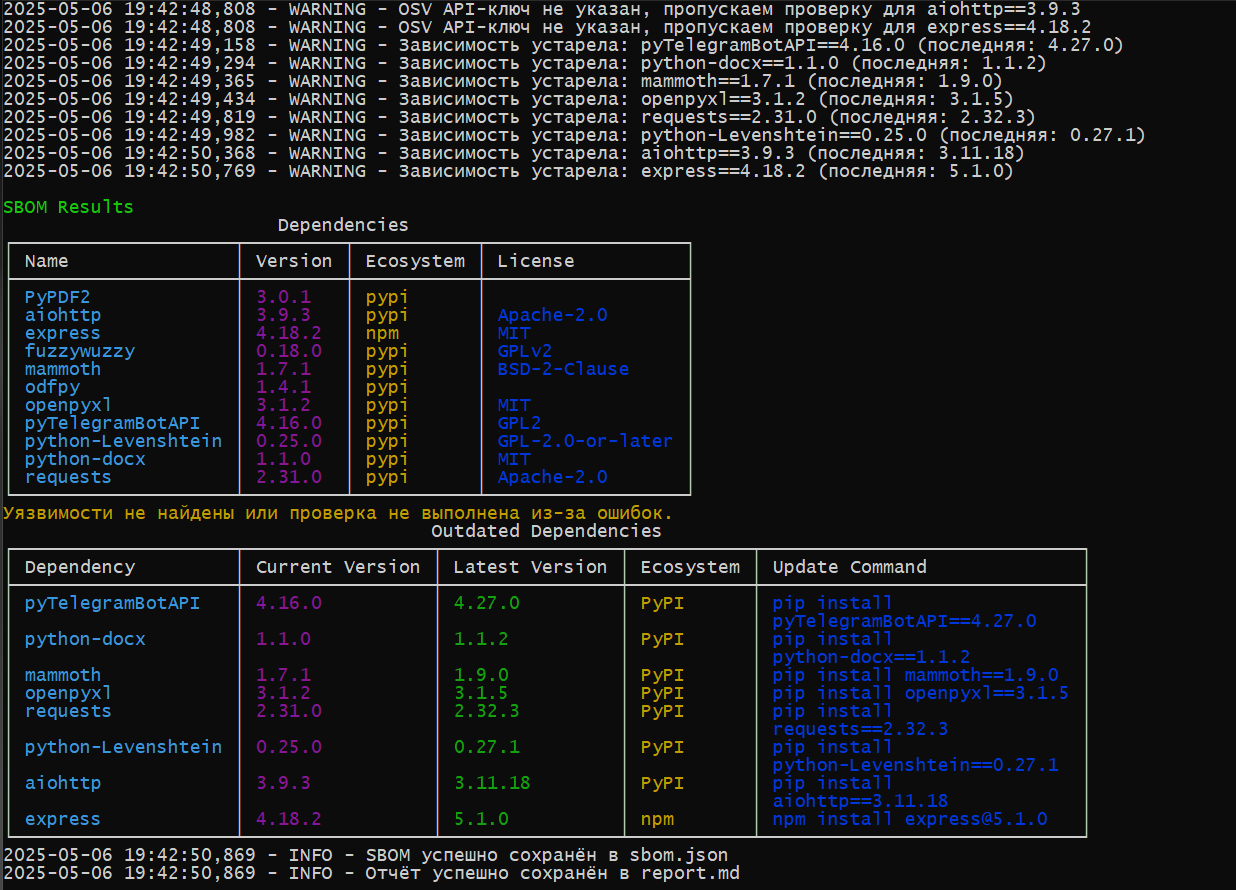 2025-05-06 19:42:48,808 - WARNING - OSV API-ключ не указан, пропускаем проверку для aiohttp==3.9.3
2025-05-06 19:42:48,808 - WARNING - OSV API-ключ не указан, пропускаем проверку для express==4.18.2
2025-05-06 19:42:49,158 - WARNING - Зависимость устарела: pyTelegramBotAPI==4.16.0 (последняя: 4.27.0)
2025-05-06 19:42:49,294 - WARNING - Зависимость устарела: python-docx==1.1.0 (последняя: 1.1.2)
2025-05-06 19:42:49,365 - WARNING - Зависимость устарела: mammoth==1.7.1 (последняя: 1.9.0)
2025-05-06 19:42:49,434 - WARNING - Зависимость устарела: openpyxl==3.1.2 (последняя: 3.1.5)
2025-05-06 19:42:49,819 - WARNING - Зависимость устарела: requests==2.31.0 (последняя: 2.32.3)
2025-05-06 19:42:49,982 - WARNING - Зависимость устарела: python-Levenshtein==0.25.0 (последняя: 0.27.1)
2025-05-06 19:42:50,368 - WARNING - Зависимость устарела: aiohttp==3.9.3 (последняя: 3.11.18)
2025-05-06 19:42:50,769 - WARNING - Зависимость устарела: express==4.18.2 (последняя: 5.1.0)
SBOM Results
Dependencies
Name Version Ecosystem License
PyPDF2 3.0.1 pypi
aiohttp 3.9.3 pypi Apache-2.0
express 4.18.2 npm MIT
fuzzywuzzy 0.18.0 pypi GPLv2
mammoth 1.7.1 pypi BSD-2-Clause
odfpy 1.4.1 pypi
openpyxl 3.1.2 pypi MIT
pyTelegramBotAPI 4.16.0 pypi GPL2
python-Levenshtein 0.25.0 pypi GPL-2.0-or-later
python-docx 1.1.0 pypi MIT
requests 2.31.0 pypi Apache-2.0
Уязвимости не найдены или проверка не выполнена из-за ошибок.
Outdated Dependencies
Dependency Current Version Latest Version Ecosystem Update Command
pyTelegramBotAPI 4.16.0 4.27.0 PyPI pip install
pyTelegramBotAPI==4.27.0
python-docx 1.1.0 1.1.2 PyPI pip install
python-docx==1.1.2
mammoth 1.7.1 1.9.0 PyPI pip install mammoth==1.9.0
openpyxl 3.1.2 3.1.5 PyPI pip install openpyxl==3.1.5
requests 2.31.0 2.32.3 PyPI pip install
requests==2.32.3
python-Levenshtein 0.25.0 0.27.1 PyPI pip install
python-Levenshtein==0.27.1
aiohttp 3.9.3 3.11.18 PyPI pip install
aiohttp==3.11.18
express 4.18.2 5.1.0 npm npm install express@5.1.0
2025-05-06 19:42:50,869 - INFO - SBOM успешно сохранён в sbom.json
2025-05-06 19:42:50,869 - INFO - Отчёт успешно сохранён в report.md